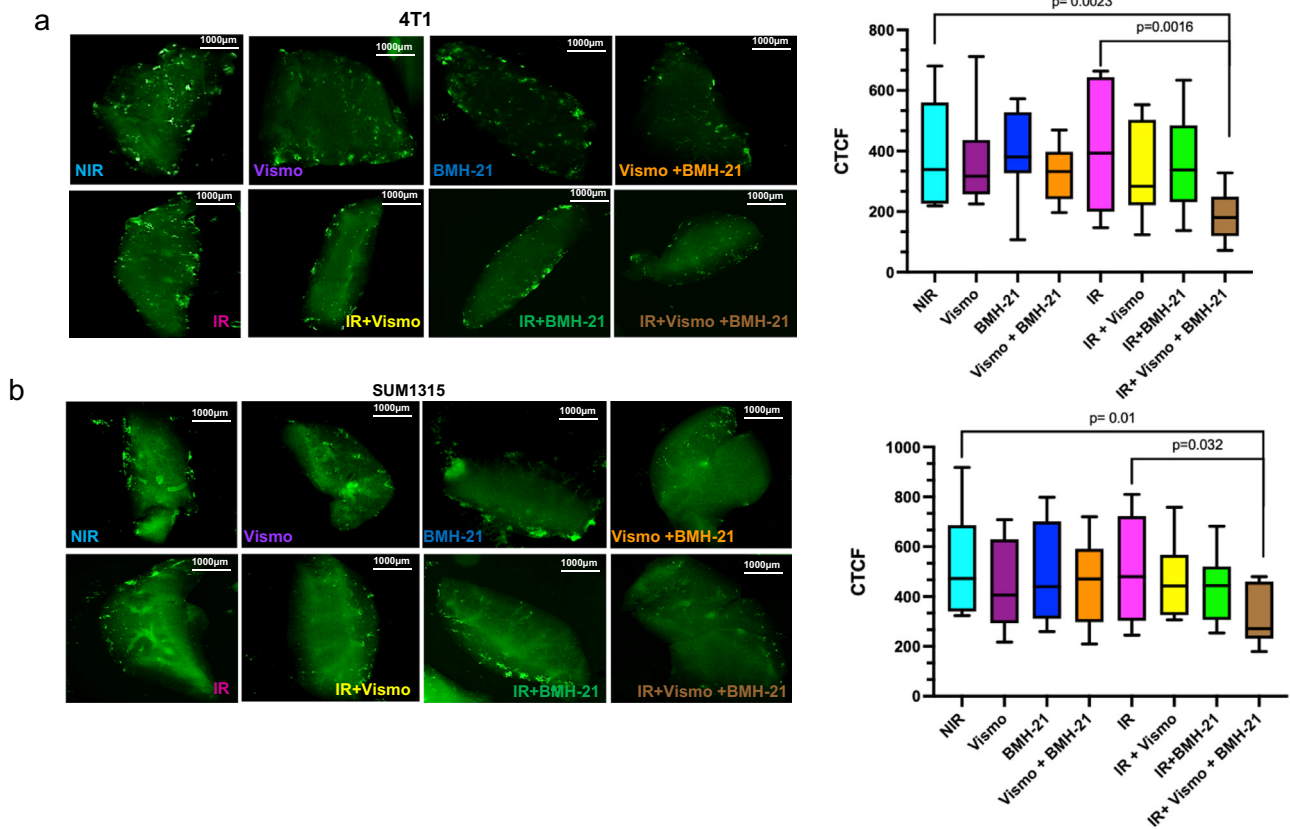 a
4T1
1000µm
NIR
1000µm
Vismo
1000µm
BMH-21
1000µm
Vismo +BMH-21
1000µm
IR
1000µm
IR+Vismo
1000µm
IR+BMH-21
1000µm
IR+Vismo +BMH-21
p= 0.0023
p=0.0016
CTCF
800
600
400
200
0
NIR
Vismo
BMH-21
Vismo + BMH-21
IR
IR + Vismo
IR+BMH-21
IR+ Vismo + BMH-21
b
SUM1315
1000µm
NIR
1000µm
Vismo
1000µm
BMH-21
1000µm
Vismo +BMH-21
1000µm
IR
1000µm
IR+Vismo
1000µm
IR+BMH-21
1000µm
IR+Vismo +BMH-21
p= 0.01
p=0.032
CTCF
1000
800
600
400
200
0
NIR
Vismo
BMH-21
Vismo + BMH-21
IR
IR + Vismo
IR+BMH-21
IR+ Vismo + BMH-21